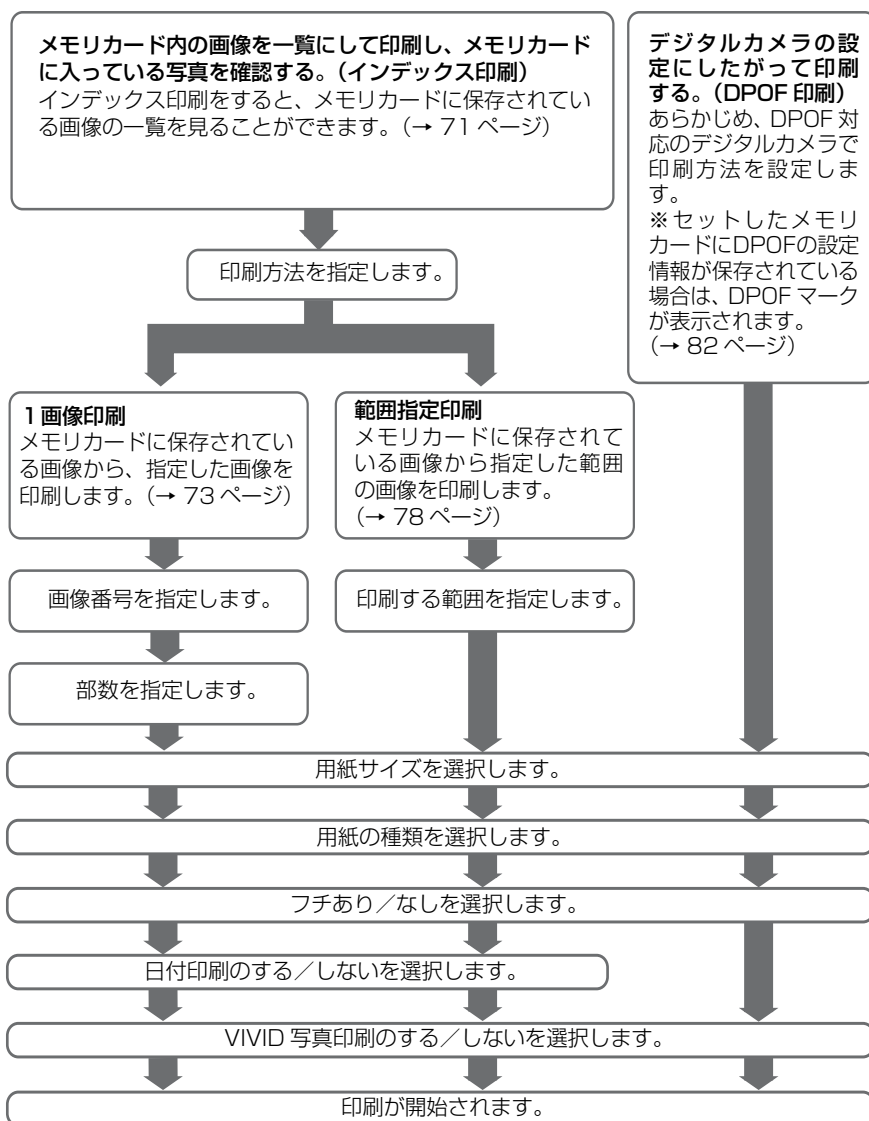 メモリカード内の画像を一覧にして印刷し、メモリカード
に入っている写真を確認する。（インデックス印刷）
インデックス印刷をすると、メモリカードに保存されてい
る画像の一覧を見ることができます。（→ 71 ページ）
デジタルカメラの設
定にしたがって印刷
する。（DPOF 印刷）
あらかじめ、DPOF 対
応のデジタルカメラで
印刷方法を設定しま
す。
※セットしたメモリ
カードにDPOFの設定
情報が保存されている
場合は、DPOF マーク
が表示されます。
（→ 82 ページ）
印刷方法を指定します。
１画像印刷
メモリカードに保存されてい
る画像から、指定した画像を
印刷します。（→ 73 ページ）
範囲指定印刷
メモリカードに保存されて
いる画像から指定した範囲
の画像を印刷します。
（→ 78 ページ）
画像番号を指定します。
印刷する範囲を指定します。
部数を指定します。
用紙サイズを選択します。
用紙の種類を選択します。
フチあり／なしを選択します。
日付印刷のする／しないを選択します。
VIVID 写真印刷のする／しないを選択します。
印刷が開始されます。